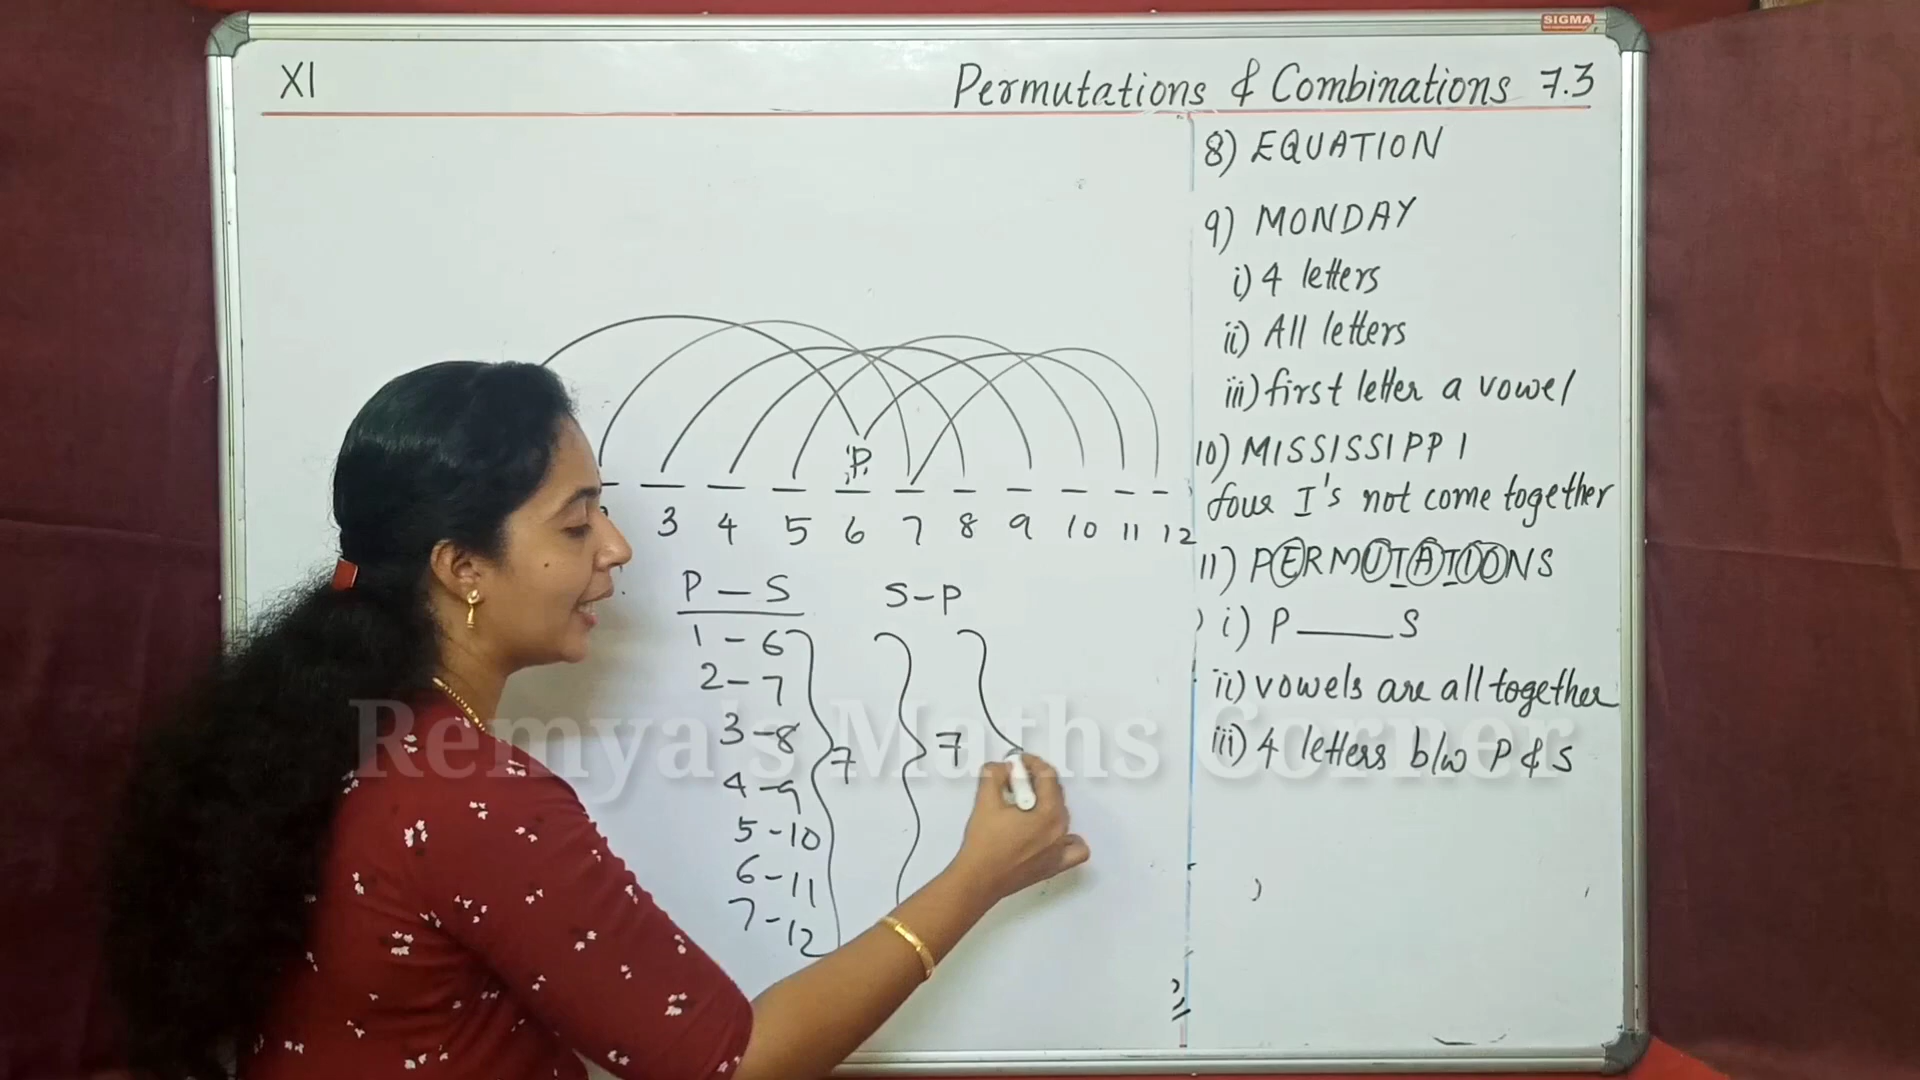 SIGMA
XI
Permutations & Combinations 7.3
P
3 4 5 6 7 8 9 10 11 12
P — S
S - P
1 - 6
2 - 7
3 - 8
4 - 9
5 - 10
6 - 11
7 - 12
7
7
8) EQUATION
9) MONDAY
i) 4 letters
ii) All letters
iii) first letter a vowel
10) MISSISSIPPI
four I's not come together
11) PERMUTATIONS
i) P ____ S
ii) vowels are all together
iii) 4 letters b/w P & S
Remya's Maths Corner